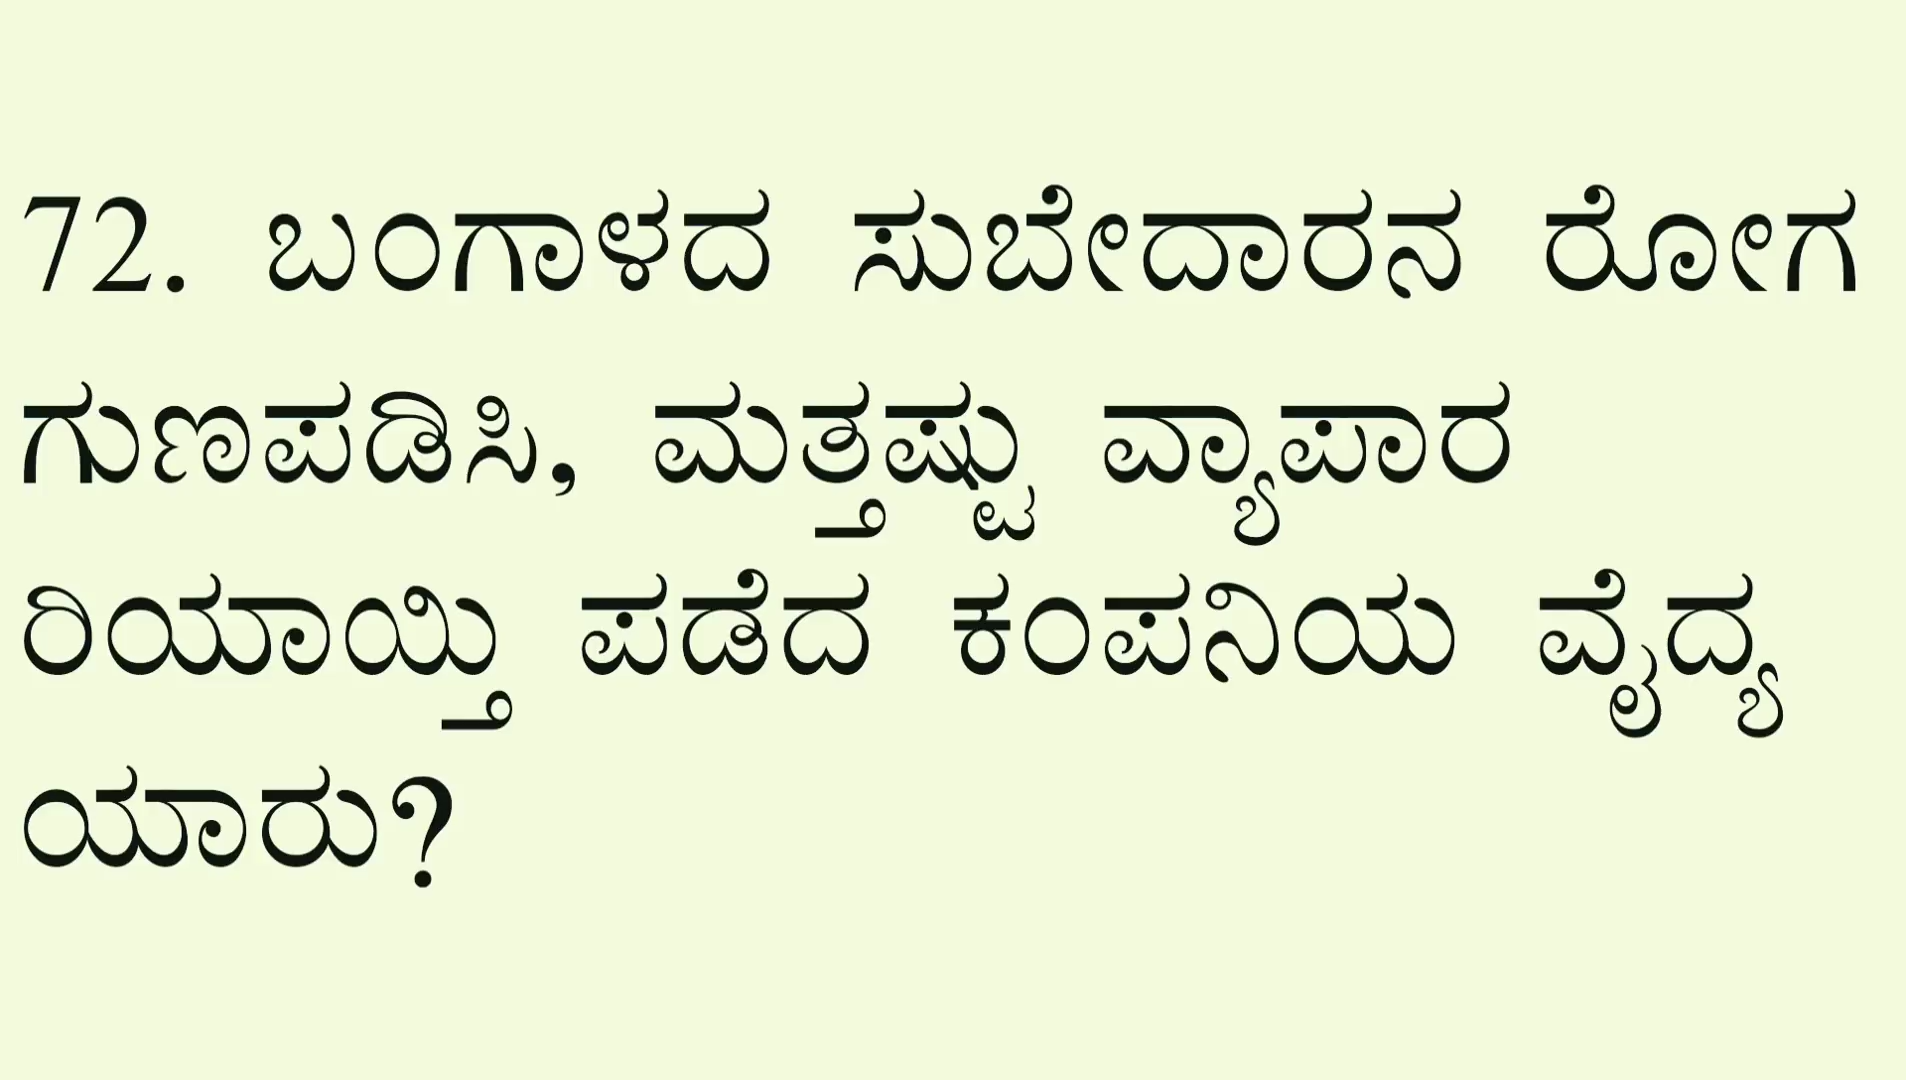 72. ಬಂಗಾಳದ ಸುಬೇದಾರನ ರೋಗ
ಗುಣಪಡಿಸಿ, ಮತ್ತಷ್ಟು ವ್ಯಾಪಾರ
ರಿಯಾಯ್ತಿ ಪಡೆದ ಕಂಪನಿಯ ವೈದ್ಯ
ಯಾರು?